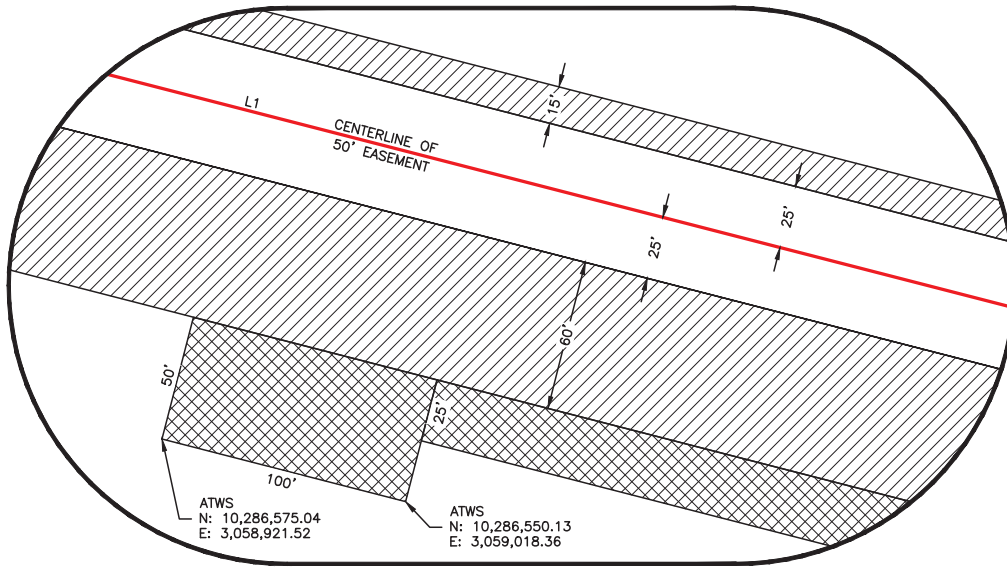 15'
L1
CENTERLINE OF
50' EASEMENT
25'
25'
60'
50'
25'
100'
ATWS
N: 10,286,575.04
E: 3,058,921.52
ATWS
N: 10,286,550.13
E: 3,059,018.36